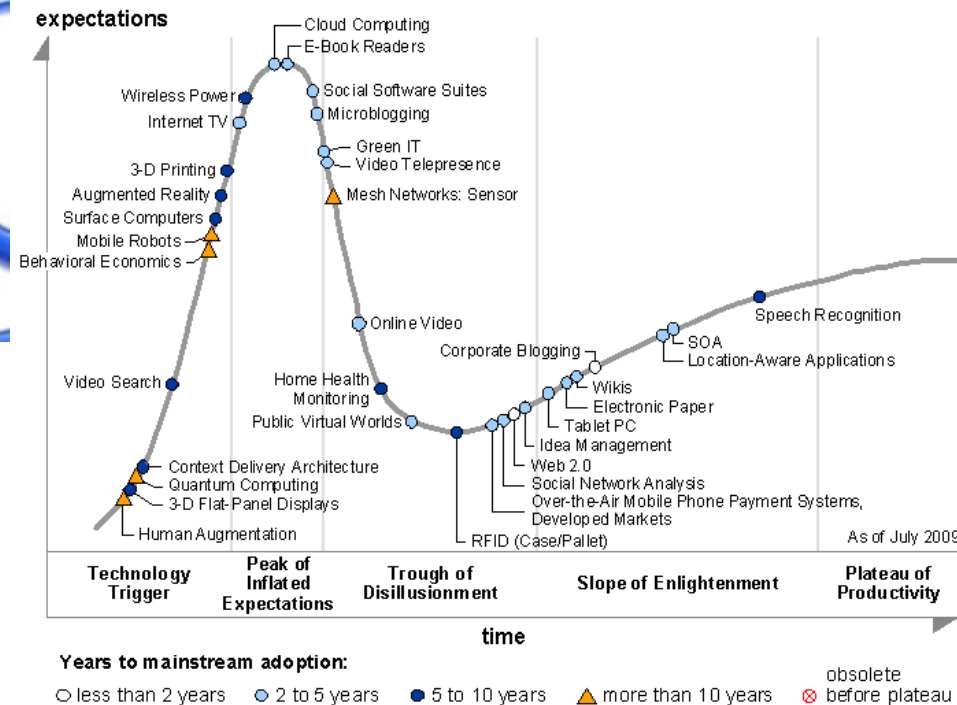 expectations
Cloud Computing
E-Book Readers
Wireless Power
Social Software Suites
Internet TV
Microblogging
Green IT
Video Telepresence
3-D Printing
Augmented Reality
Mesh Networks: Sensor
Surface Computers
Mobile Robots
Behavioral Economics
Speech Recognition
Online Video
SOA
Corporate Blogging
Location-Aware Applications
Video Search
Home Health
Monitoring
Wikis
Electronic Paper
Public Virtual Worlds
Tablet PC
Idea Management
Context Delivery Architecture
Web 2.0
Quantum Computing
Social Network Analysis
3-D Flat-Panel Displays
Over-the-Air Mobile Phone Payment Systems,
Developed Markets
Human Augmentation
RFID (Case/Pallet)
As of July 2009
Technology
Trigger
Peak of
Inflated
Expectations
Trough of
Disillusionment
Slope of Enlightenment
Plateau of
Productivity
time
Years to mainstream adoption:
less than 2 years
2 to 5 years
5 to 10 years
more than 10 years
obsolete
before plateau